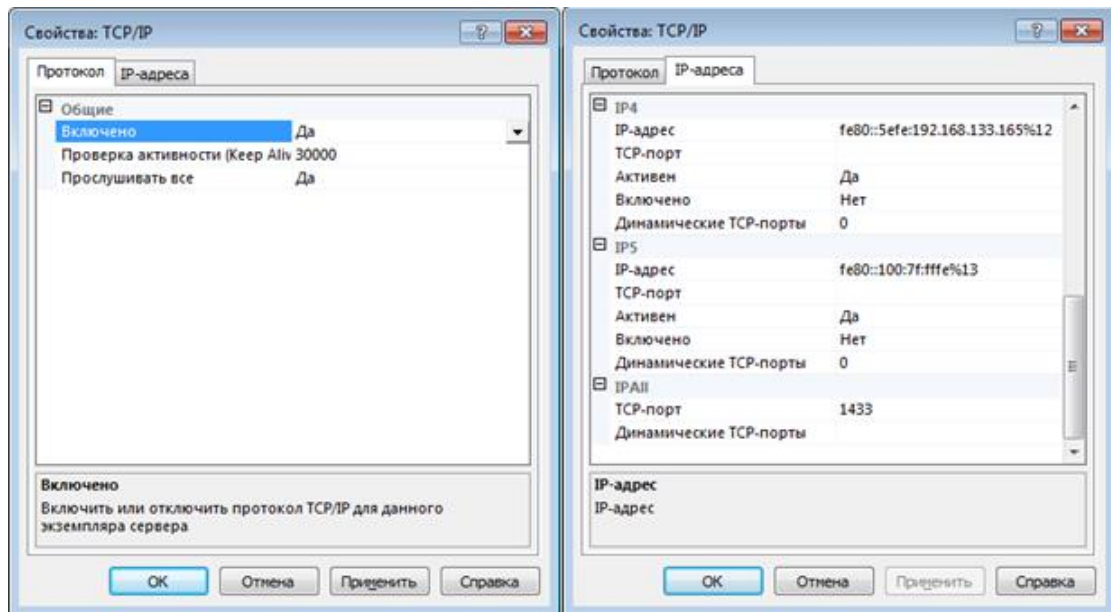 Свойства: TCP/IP
Протокол IP-адреса
Общие
Включено Да
Проверка активности (Keep Aliv 30000
Прослушивать все Да
Включено
Включить или отключить протокол TCP/IP для данного
экземпляра сервера
ОК Отмена Применить Справка
Свойства: TCP/IP
Протокол IP-адреса
IP4
IP-адрес fe80::5efe:192.168.133.165%12
TCP-порт
Активен Да
Включено Нет
Динамические TCP-порты 0
IP5
IP-адрес fe80::100:7f:fffe%13
TCP-порт
Активен Да
Включено Нет
Динамические TCP-порты 0
IPAll
TCP-порт 1433
Динамические TCP-порты
IP-адрес
IP-адрес
ОК Отмена Применить Справка